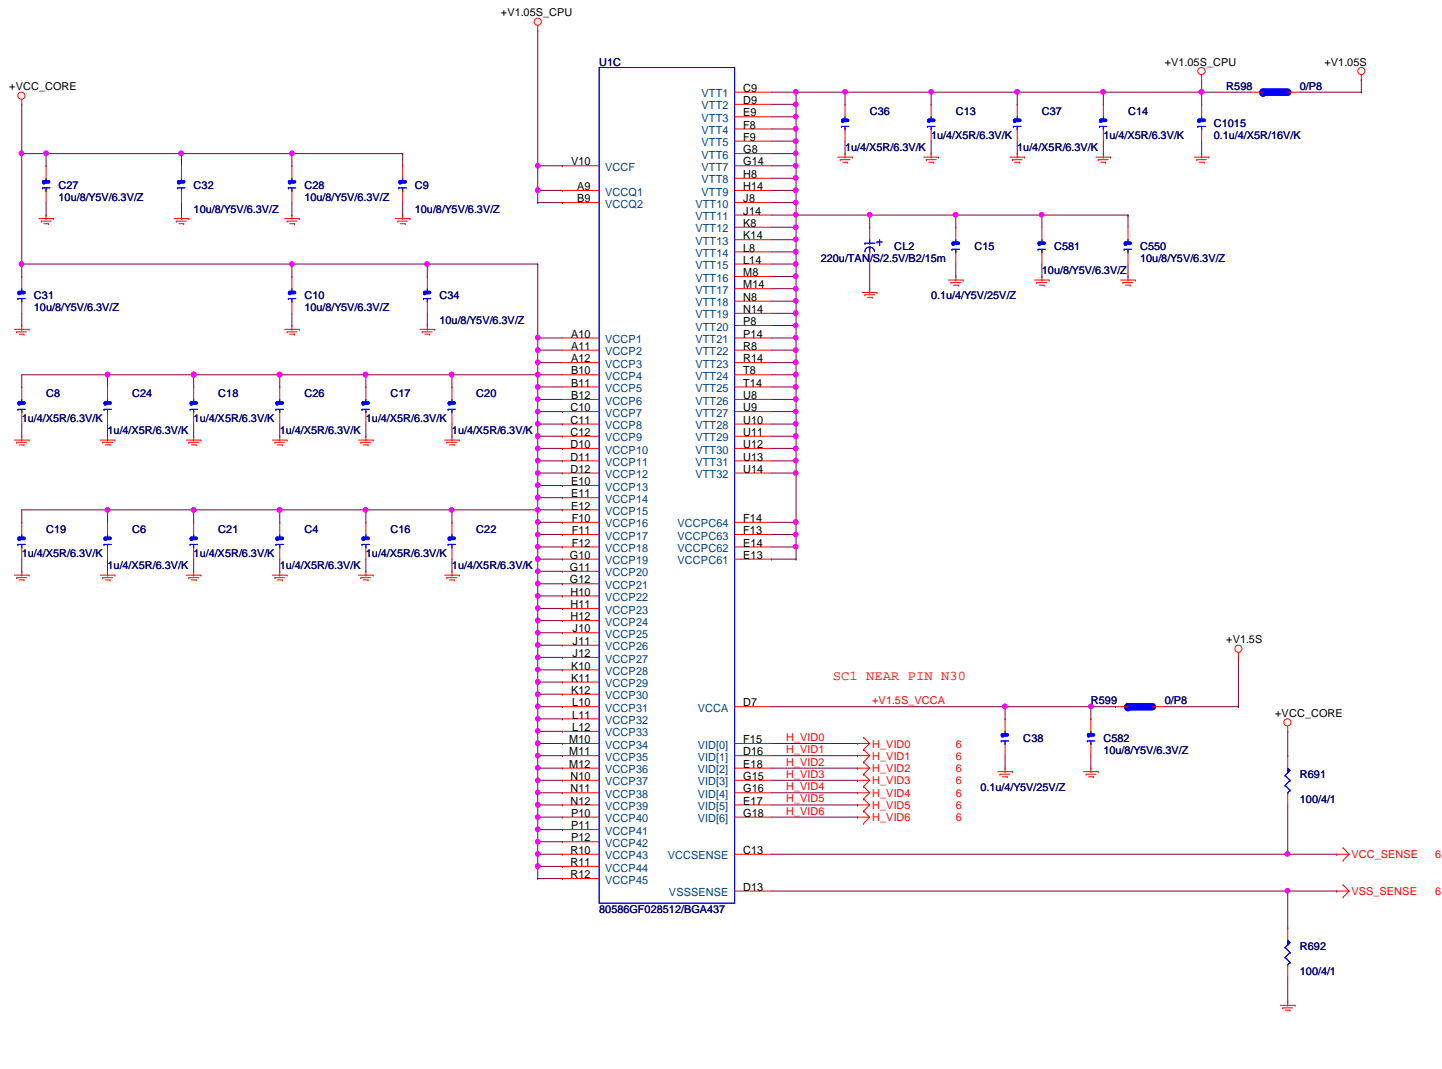 +V1.05S_CPU
+VCC_CORE
U1C
+V1.05S_CPU
+V1.05S
R598
0/P8
C27
10u/8/Y5V/6.3V/Z
C32
10u/8/Y5V/6.3V/Z
C28
10u/8/Y5V/6.3V/Z
C9
10u/8/Y5V/6.3V/Z
C31
10u/8/Y5V/6.3V/Z
C10
10u/8/Y5V/6.3V/Z
C34
10u/8/Y5V/6.3V/Z
C8
1u/4/X5R/6.3V/K
C24
1u/4/X5R/6.3V/K
C18
1u/4/X5R/6.3V/K
C26
1u/4/X5R/6.3V/K
C17
1u/4/X5R/6.3V/K
C20
1u/4/X5R/6.3V/K
C19
1u/4/X5R/6.3V/K
C6
1u/4/X5R/6.3V/K
C21
1u/4/X5R/6.3V/K
C4
1u/4/X5R/6.3V/K
C16
1u/4/X5R/6.3V/K
C22
1u/4/X5R/6.3V/K
V10 VCCF
A9 VCCQ1
B9 VCCQ2
A10 VCCP1
A11 VCCP2
A12 VCCP3
B10 VCCP4
B11 VCCP5
B12 VCCP6
C10 VCCP7
C11 VCCP8
C12 VCCP9
D10 VCCP10
D11 VCCP11
D12 VCCP12
E10 VCCP13
E11 VCCP14
E12 VCCP15
F10 VCCP16
F11 VCCP17
F12 VCCP18
G10 VCCP19
G11 VCCP20
G12 VCCP21
H10 VCCP22
H11 VCCP23
H12 VCCP24
J10 VCCP25
J11 VCCP26
J12 VCCP27
K10 VCCP28
K11 VCCP29
K12 VCCP30
L10 VCCP31
L11 VCCP32
L12 VCCP33
M10 VCCP34
M11 VCCP35
M12 VCCP36
N10 VCCP37
N11 VCCP38
N12 VCCP39
P10 VCCP40
P11 VCCP41
P12 VCCP42
R10 VCCP43
R11 VCCP44
R12 VCCP45
VTT1 C9
VTT2 D9
VTT3 E9
VTT4 F8
VTT5 F9
VTT6 G8
VTT7 G14
VTT8 H8
VTT9 H14
VTT10 J8
VTT11 J14
VTT12 K8
VTT13 K14
VTT14 L8
VTT15 L14
VTT16 M8
VTT17 M14
VTT18 N8
VTT19 N14
VTT20 P8
VTT21 P14
VTT22 R8
VTT23 R14
VTT24 T8
VTT25 T14
VTT26 U8
VTT27 U9
VTT28 U10
VTT29 U11
VTT30 U12
VTT31 U13
VTT32 U14
VCCPC64 F14
VCCPC63 F13
VCCPC62 E14
VCCPC61 E13
VCCA D7
VID[0] F15 H_VID0 H_VID0 6
VID[1] D16 H_VID1 H_VID1 6
VID[2] E18 H_VID2 H_VID2 6
VID[3] G15 H_VID3 H_VID3 6
VID[4] G16 H_VID4 H_VID4 6
VID[5] E17 H_VID5 H_VID5 6
VID[6] G18 H_VID6 H_VID6 6
VCCSENSE C13 VCC_SENSE 6
VSSSENSE D13 VSS_SENSE 6
80586GF028512/BGA437
C36
1u/4/X5R/6.3V/K
C13
1u/4/X5R/6.3V/K
C37
1u/4/X5R/6.3V/K
C14
1u/4/X5R/6.3V/K
C1015
0.1u/4/X5R/16V/K
+
CL2
220u/TAN/S/2.5V/B2/15m
C15
0.1u/4/Y5V/25V/Z
C581
10u/8/Y5V/6.3V/Z
C550
10u/8/Y5V/6.3V/Z
+V1.5S
SC1 NEAR PIN N30
+V1.5S_VCCA
R599
0/P8
C38
0.1u/4/Y5V/25V/Z
C582
10u/8/Y5V/6.3V/Z
+VCC_CORE
R691
100/4/1
R692
100/4/1